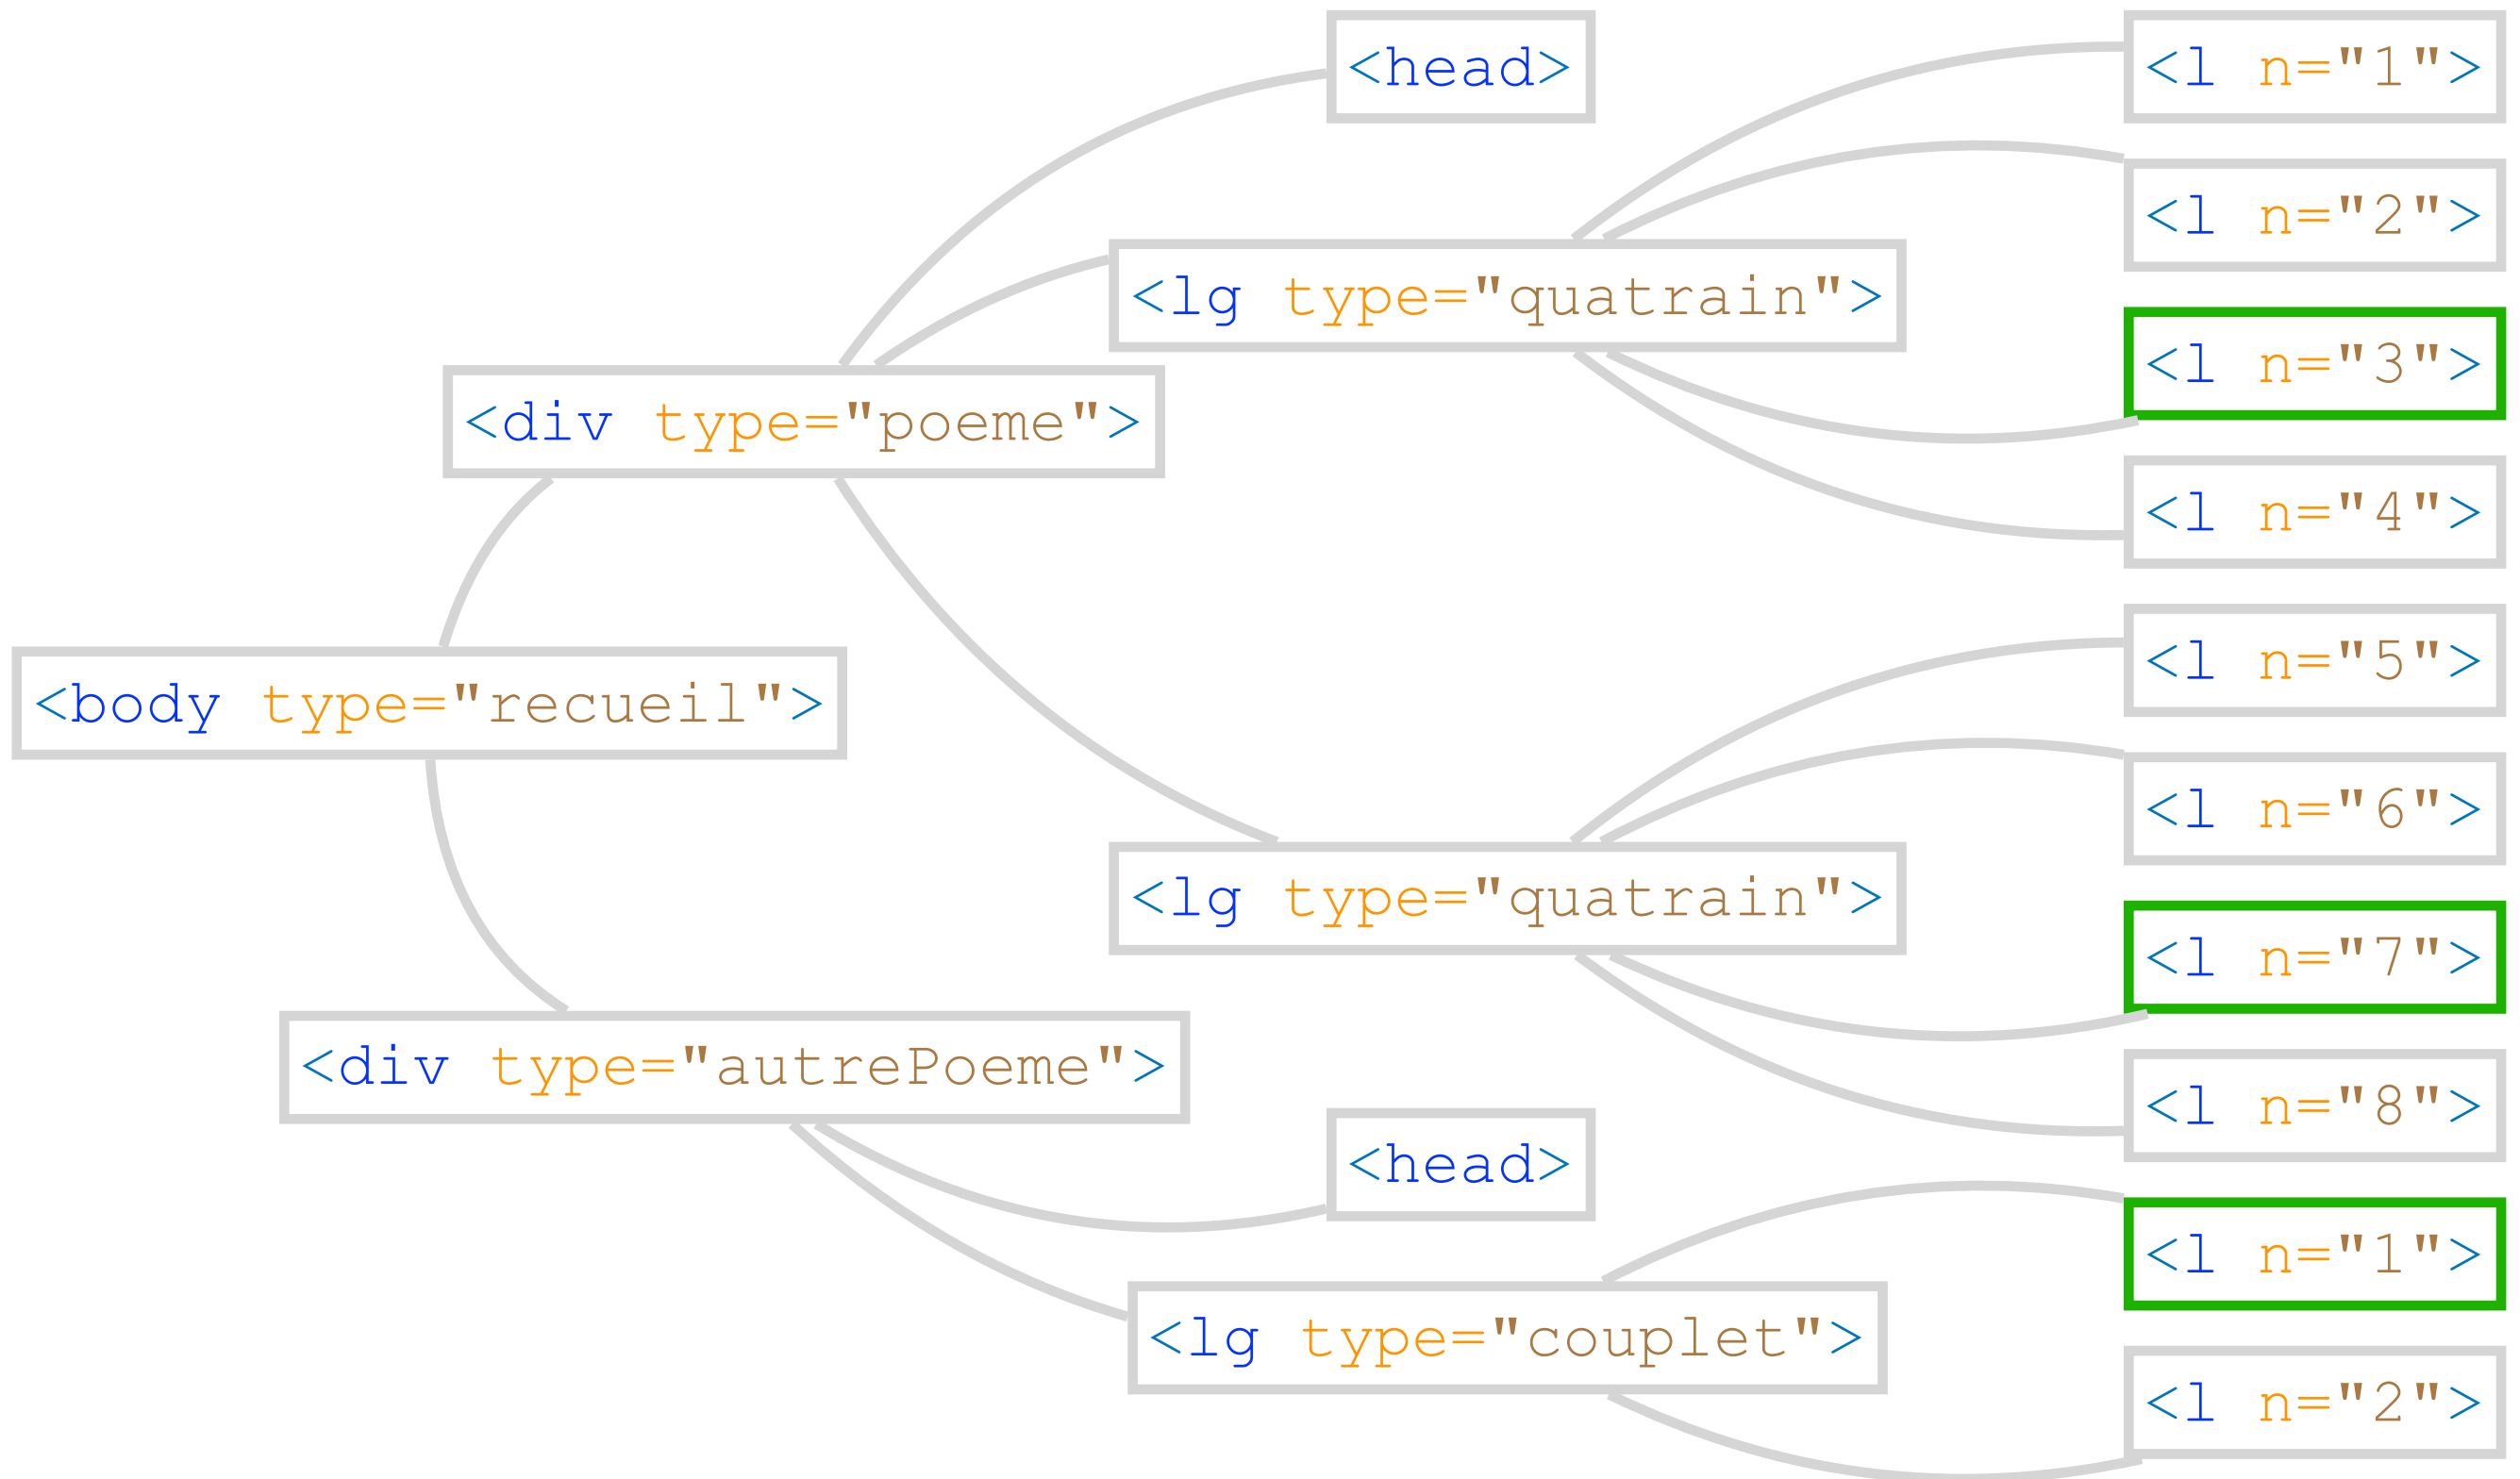 <head>
<l n="1">
<l n="2">
<lg type="quatrain">
<l n="3">
<div type="poeme">
<l n="4">
<l n="5">
<body type="recueil">
<l n="6">
<lg type="quatrain">
<l n="7">
<div type="autrePoeme">
<l n="8">
<head>
<l n="1">
<lg type="couplet">
<l n="2">